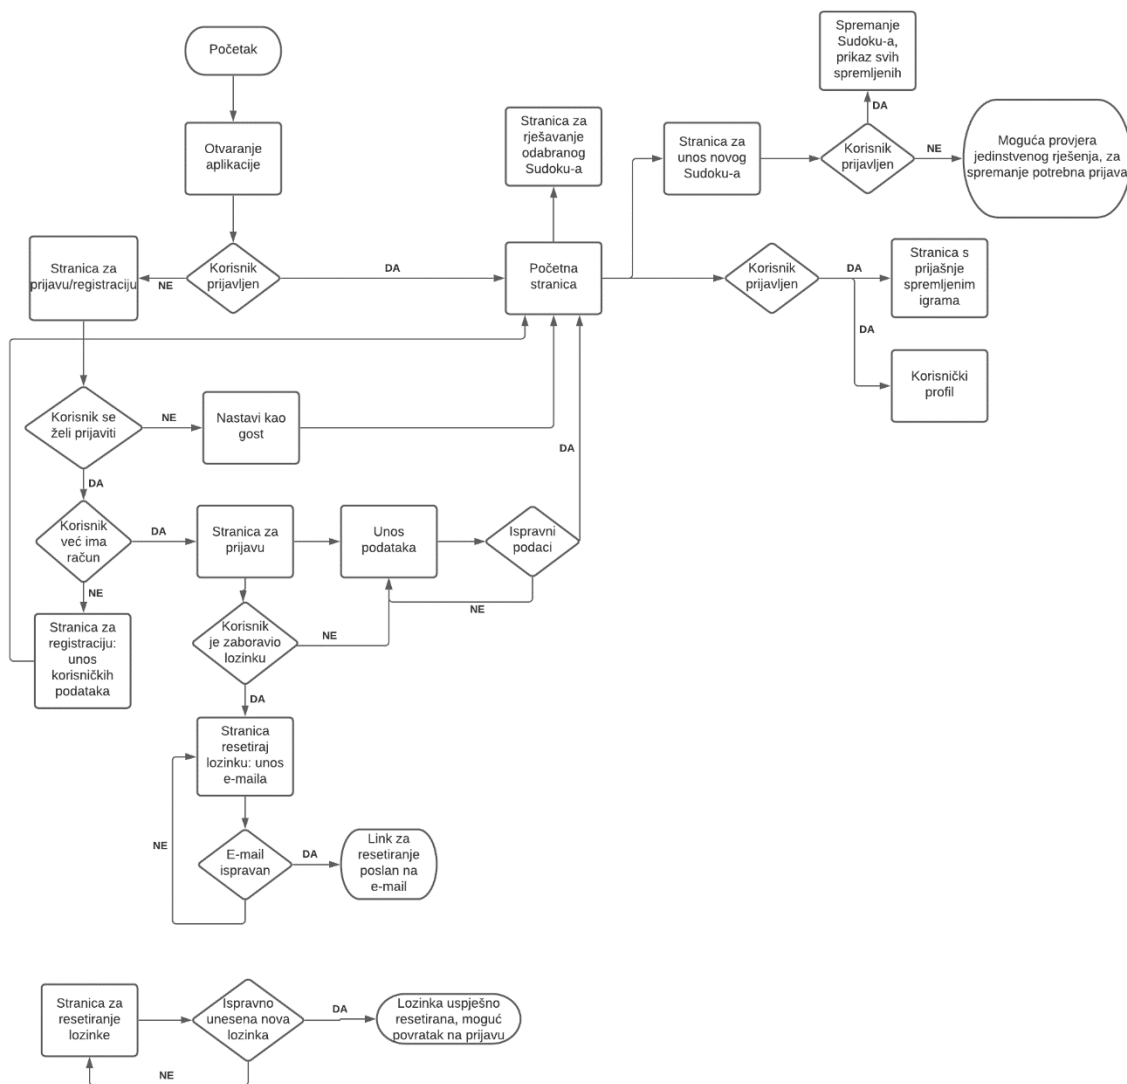 Početak
Otvaranje
aplikacije
Korisnik
prijavljen
NE
DA
Stranica za
prijavu/registraciju
Početna
stranica
Stranica za
rješavanje
odabranog
Sudoku-a
Stranica za
unos novog
Sudoku-a
Korisnik
prijavljen
DA
Spremanje
Sudoku-a,
prikaz svih
spremljenih
NE
Moguća provjera
jedinstvenog rješenja, za
spremanje potrebna prijava
Korisnik
prijavljen
DA
Stranica s
prijašnje
spremljenim
igrama
DA
Korisnički
profil
Korisnik se
želi prijaviti
NE
Nastavi kao
gost
DA
Korisnik
već ima
račun
DA
Stranica za
prijavu
Unos
podataka
Ispravni
podaci
DA
NE
NE
Stranica za
registraciju:
unos
korisničkih
podataka
Korisnik
je zaboravio
lozinku
NE
DA
Stranica
resetiraj
lozinku: unos
e-maila
NE
E-mail
ispravan
DA
Link za
resetiranje
poslan na
e-mail
Stranica za
resetiranje
lozinke
Ispravno
unesena nova
lozinka
DA
Lozinka uspješno
resetirana, moguć
povratak na prijavu
NE